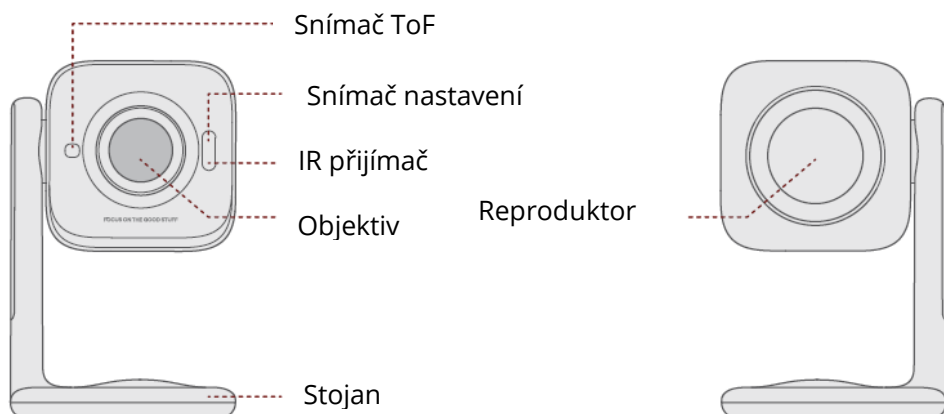 Snímač ToF
Snímač nastavení
IR přijímač
Objektiv
Reproduktor
FOCUS ON THE GOOD STUFF
Stojan